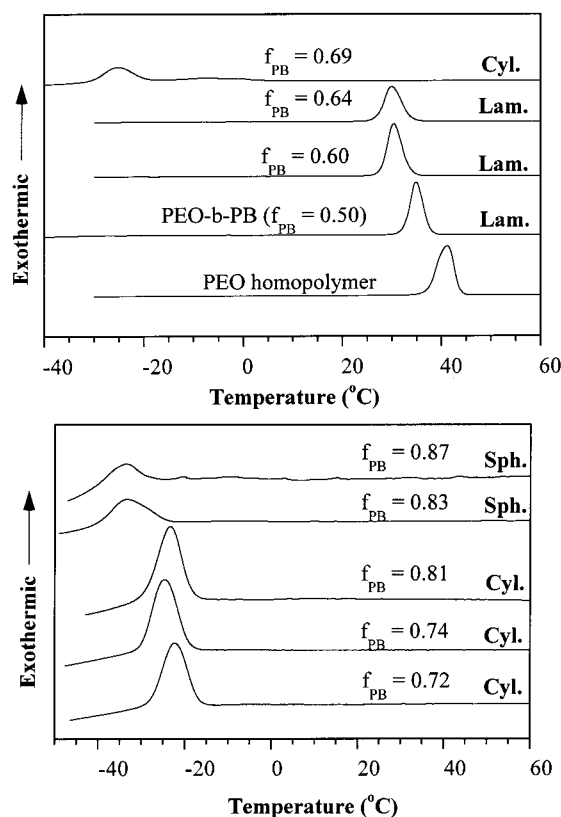 f_PB = 0.69 Cyl.
f_PB = 0.64 Lam.
f_PB = 0.60 Lam.
PEO-b-PB (f_PB = 0.50) Lam.
PEO homopolymer
Exothermic
-40 -20 0 20 40 60
Temperature (°C)
f_PB = 0.87 Sph.
f_PB = 0.83 Sph.
f_PB = 0.81 Cyl.
f_PB = 0.74 Cyl.
f_PB = 0.72 Cyl.
Exothermic
-40 -20 0 20 40 60
Temperature (°C)